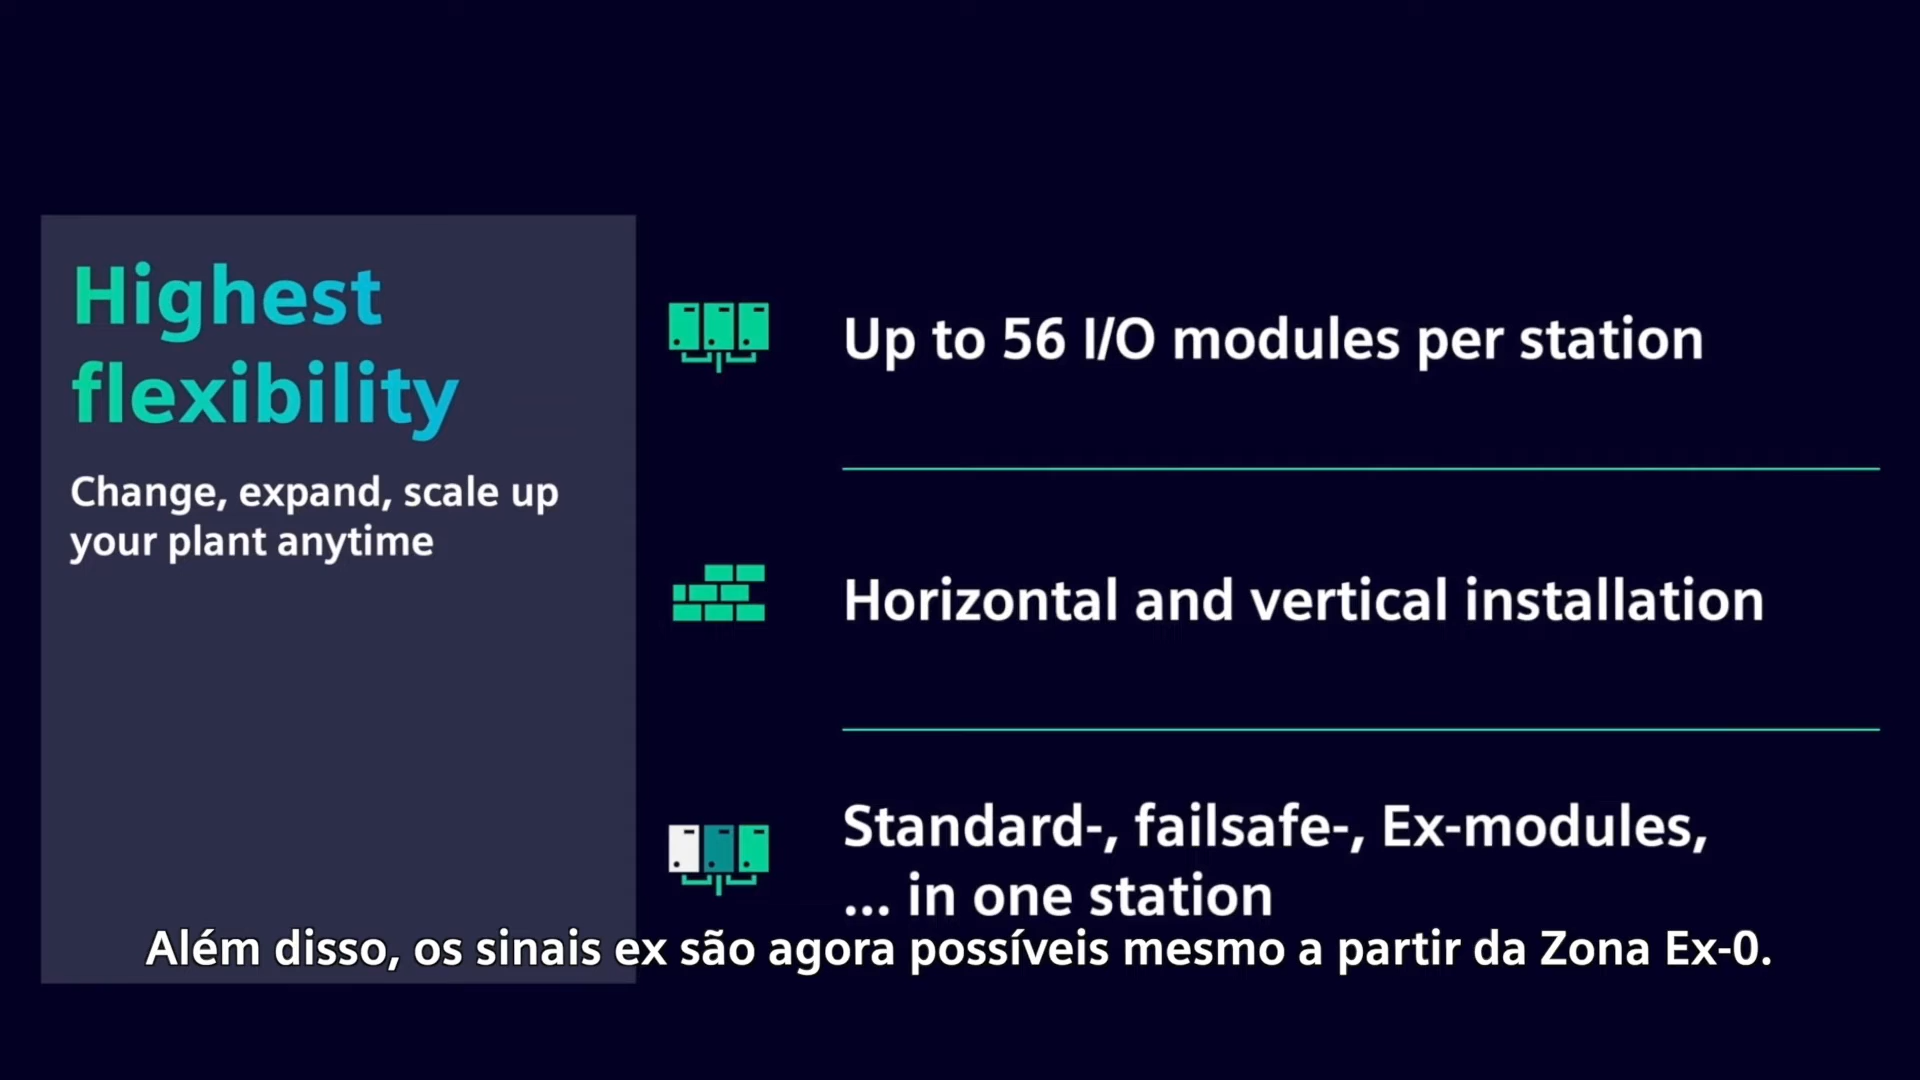 Highest
flexibility
Change, expand, scale up
your plant anytime
Up to 56 I/O modules per station
Horizontal and vertical installation
Standard-, failsafe-, Ex-modules,
... in one station
Além disso, os sinais ex são agora possíveis mesmo a partir da Zona Ex-0.